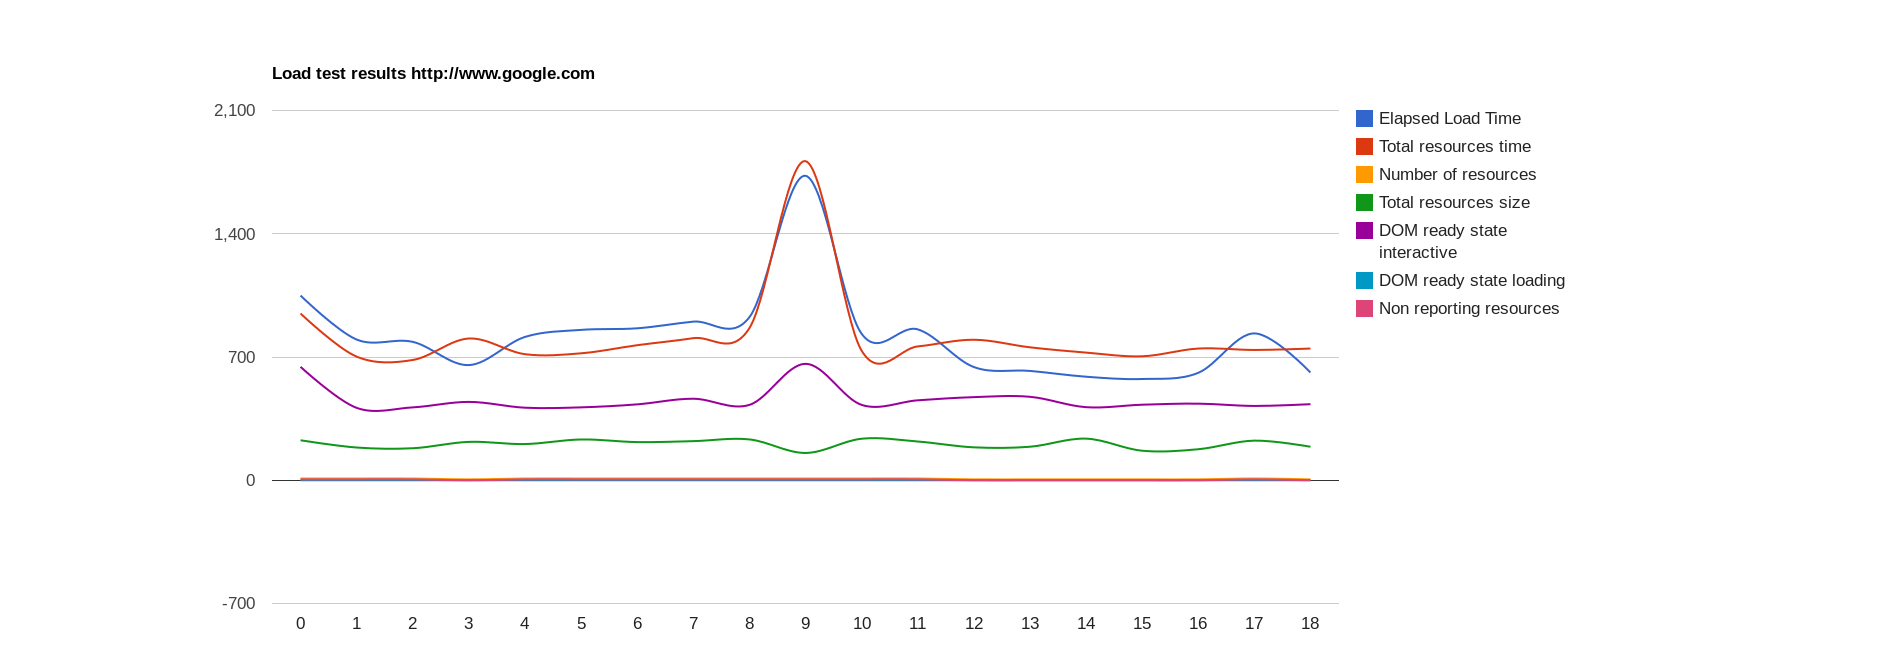 Load test results http://www.google.com
2,100
1,400
700
0
-700
0 1 2 3 4 5 6 7 8 9 10 11 12 13 14 15 16 17 18
Elapsed Load Time
Total resources time
Number of resources
Total resources size
DOM ready state
interactive
DOM ready state loading
Non reporting resources